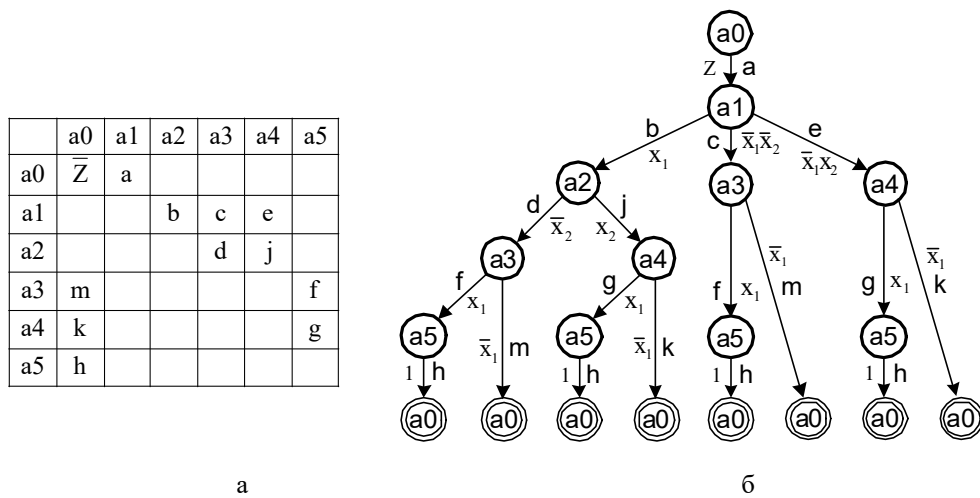 a0 a1 a2 a3 a4 a5
a0 Z̅ a
a1 b c e
a2 d j
a3 m f
a4 k g
a5 h
а
a0
Z a
a1
b c e
x₁ x̅₁x̅₂ x̅₁x₂
a2 a3 a4
d j
x̅₂ x₂
a3 a4
f x₁ x̅₁ m
g x₁ x̅₁ k
f x₁ x̅₁ m
g x₁ x̅₁ k
a5 a5 a5 a5
1 h 1 h 1 h 1 h
a0 a0 a0 a0 a0 a0 a0 a0
б